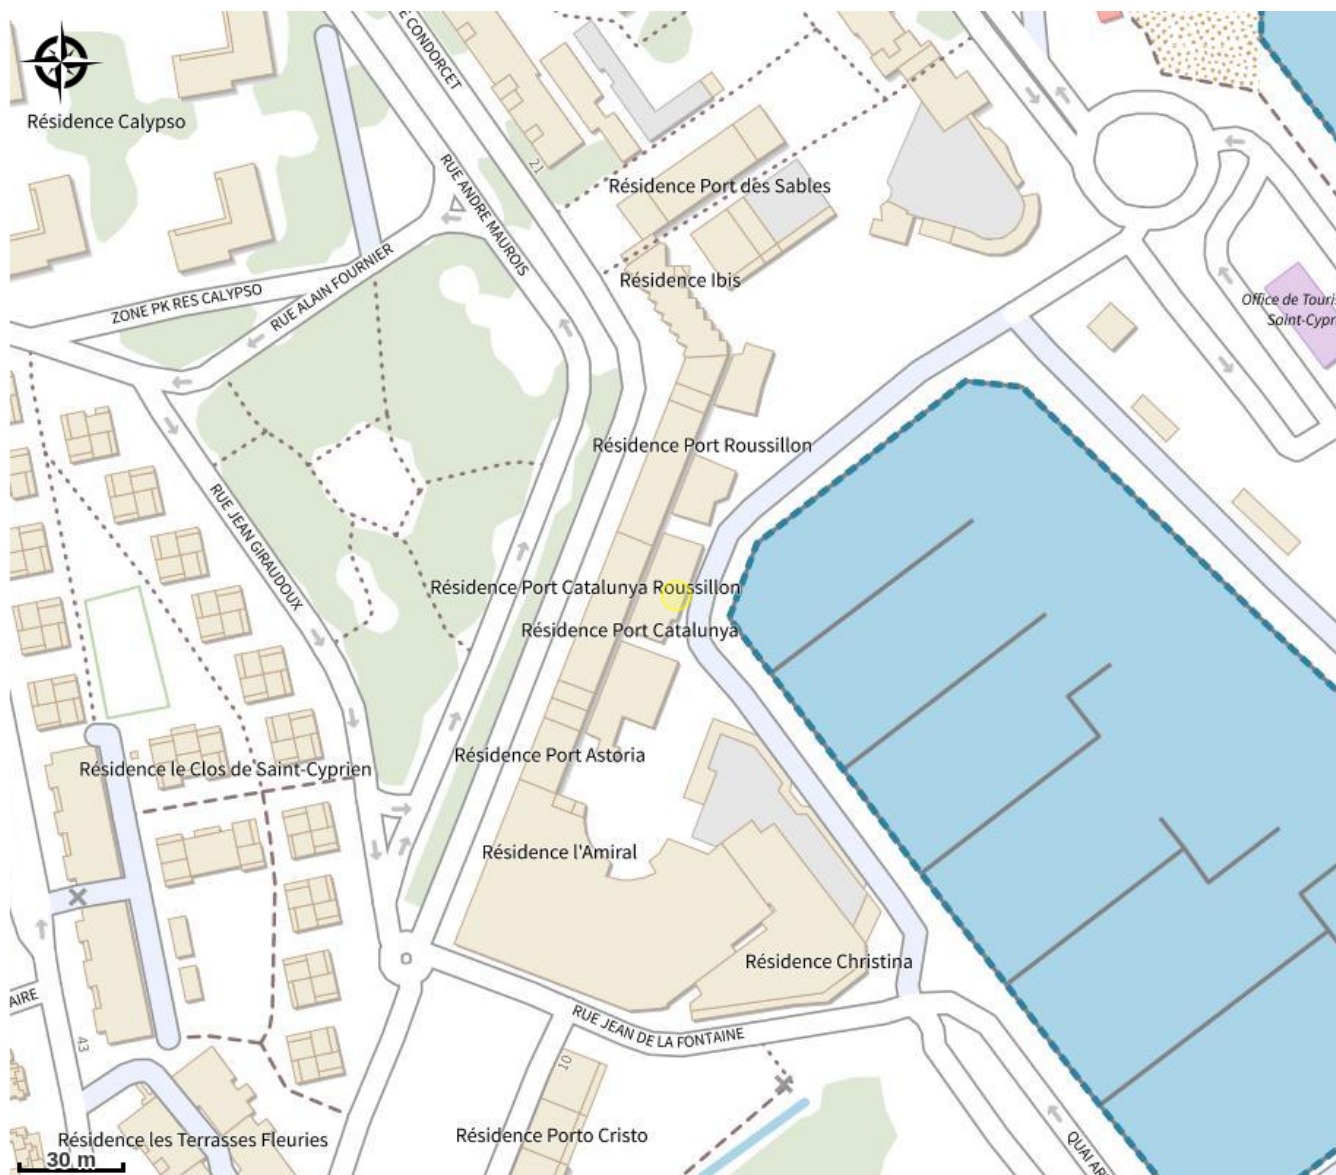 E CONDORCET
Résidence Calypso
21
RUE ANDRE MAUROIS
Résidence Port des Sables
RUE ALAIN FOURNIER
ZONE PK RES CALYPSO
Résidence Ibis
Office de Touris
Saint-Cypr
Résidence Port Roussillon
RUE JEAN GIRAUDOUX
Résidence Port Catalunya Roussillon
Résidence Port Catalunya
Résidence Port Astoria
Résidence le Clos de Saint-Cyprien
Résidence l'Amiral
Résidence Christina
AIRE
RUE JEAN DE LA FONTAINE
43
10
Résidence Porto Cristo
Résidence les Terrasses Fleuries
QUAI AR
30 m